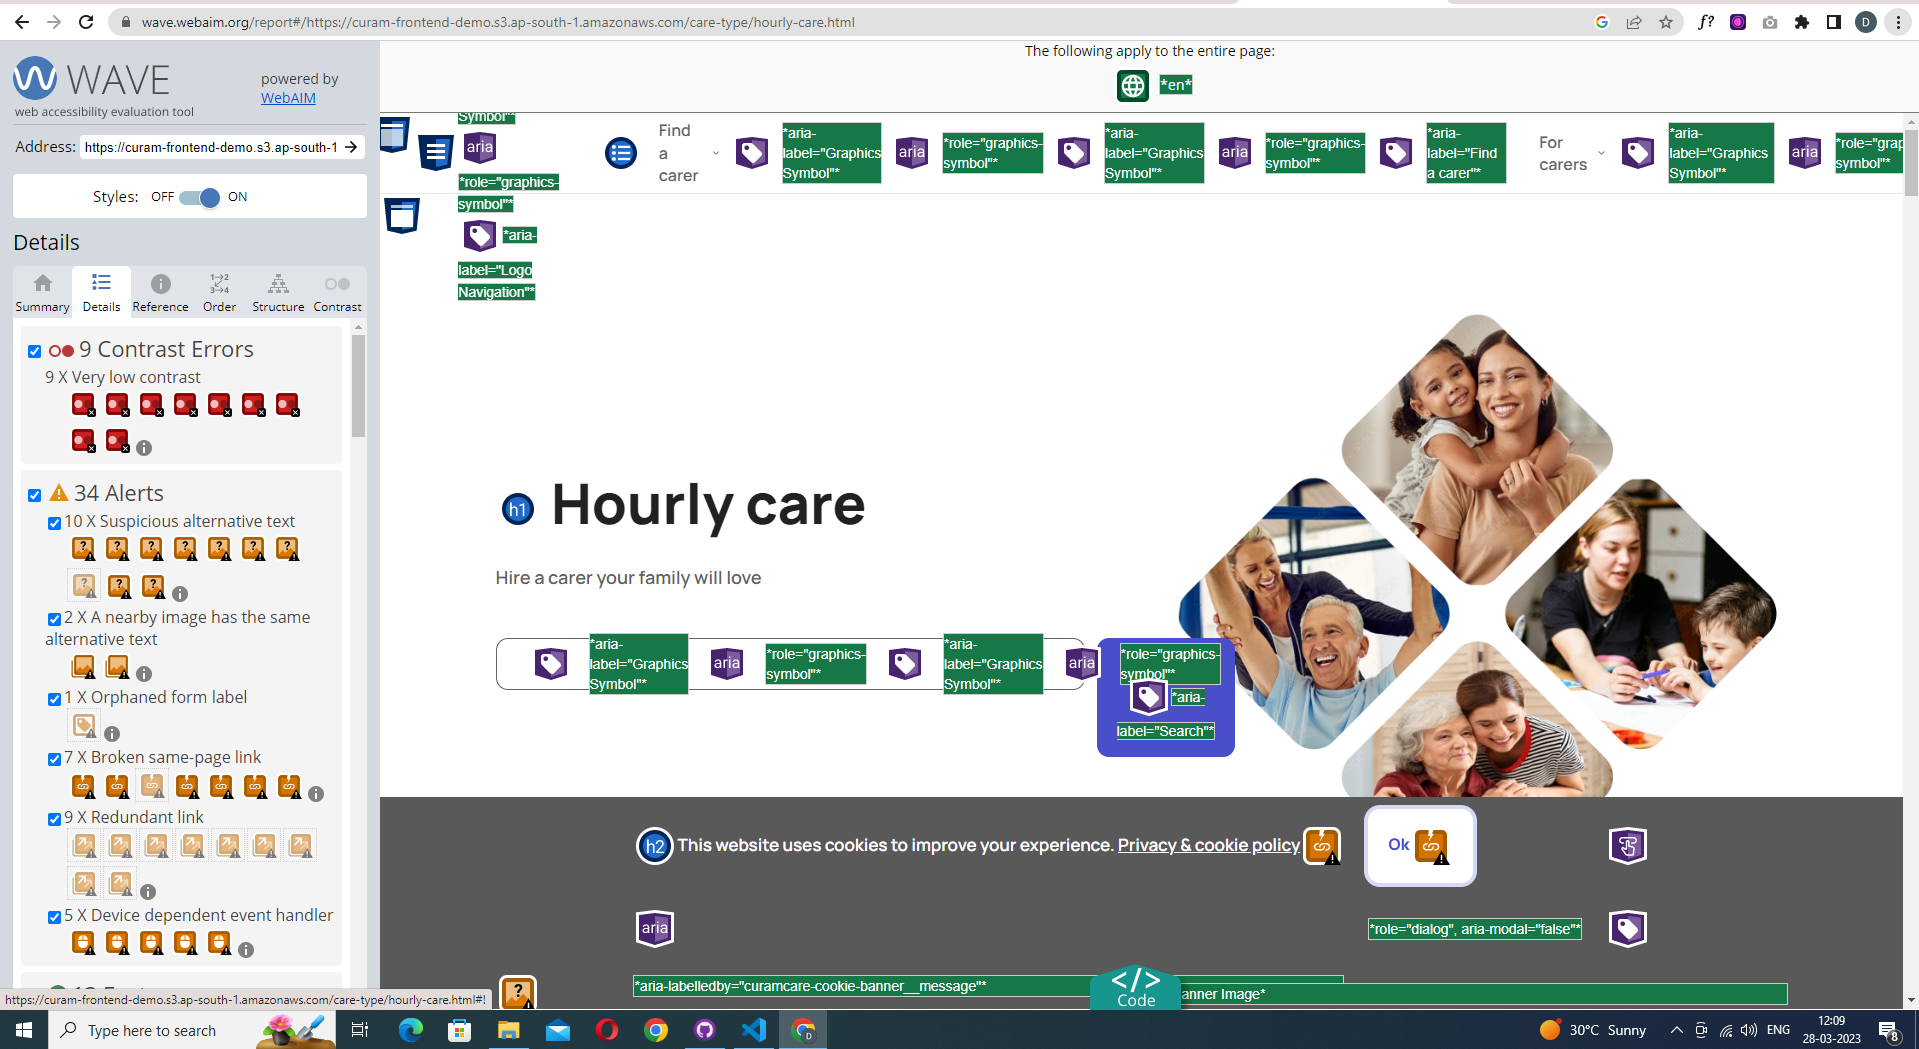 wave.webaim.org/report#/https://curam-frontend-demo.s3.ap-south-1.amazonaws.com/care-type/hourly-care.html
f?
D
WAVE
web accessibility evaluation tool
powered by
WebAIM
Address: https://curam-frontend-demo.s3.ap-south-1
Styles: OFF ON
Details
Summary Details Reference Order Structure Contrast
9 Contrast Errors
9 X Very low contrast
34 Alerts
10 X Suspicious alternative text
2 X A nearby image has the same
alternative text
1 X Orphaned form label
7 X Broken same-page link
9 X Redundant link
5 X Device dependent event handler
https://curam-frontend-demo.s3.ap-south-1.amazonaws.com/care-type/hourly-care.html#!
The following apply to the entire page:
*en*
Symbol"*
aria
*role="graphics-
symbol"*
*aria-
label="Logo
Navigation"*
Find
a
carer
*aria-
label="Graphics
Symbol"*
aria
*role="graphics-
symbol"*
*aria-
label="Graphics
Symbol"*
aria
*role="graphics-
symbol"*
*aria-
label="Find
a carer"*
For
carers
*aria-
label="Graphics
Symbol"*
aria
*role="grap
symbol"*
h1 Hourly care
Hire a carer your family will love
*aria-
label="Graphics
Symbol"*
aria
*role="graphics-
symbol"*
*aria-
label="Graphics
Symbol"*
aria
*role="graphics-
symbol"*
*aria-
label="Search"*
h2 This website uses cookies to improve your experience. Privacy & cookie policy
Ok
aria
*role="dialog", aria-modal="false"*
*aria-labelledby="curamcare-cookie-banner__message"*
anner Image*
</>
Code
Type here to search
D
30°C Sunny
ENG
12:09
28-03-2023
8